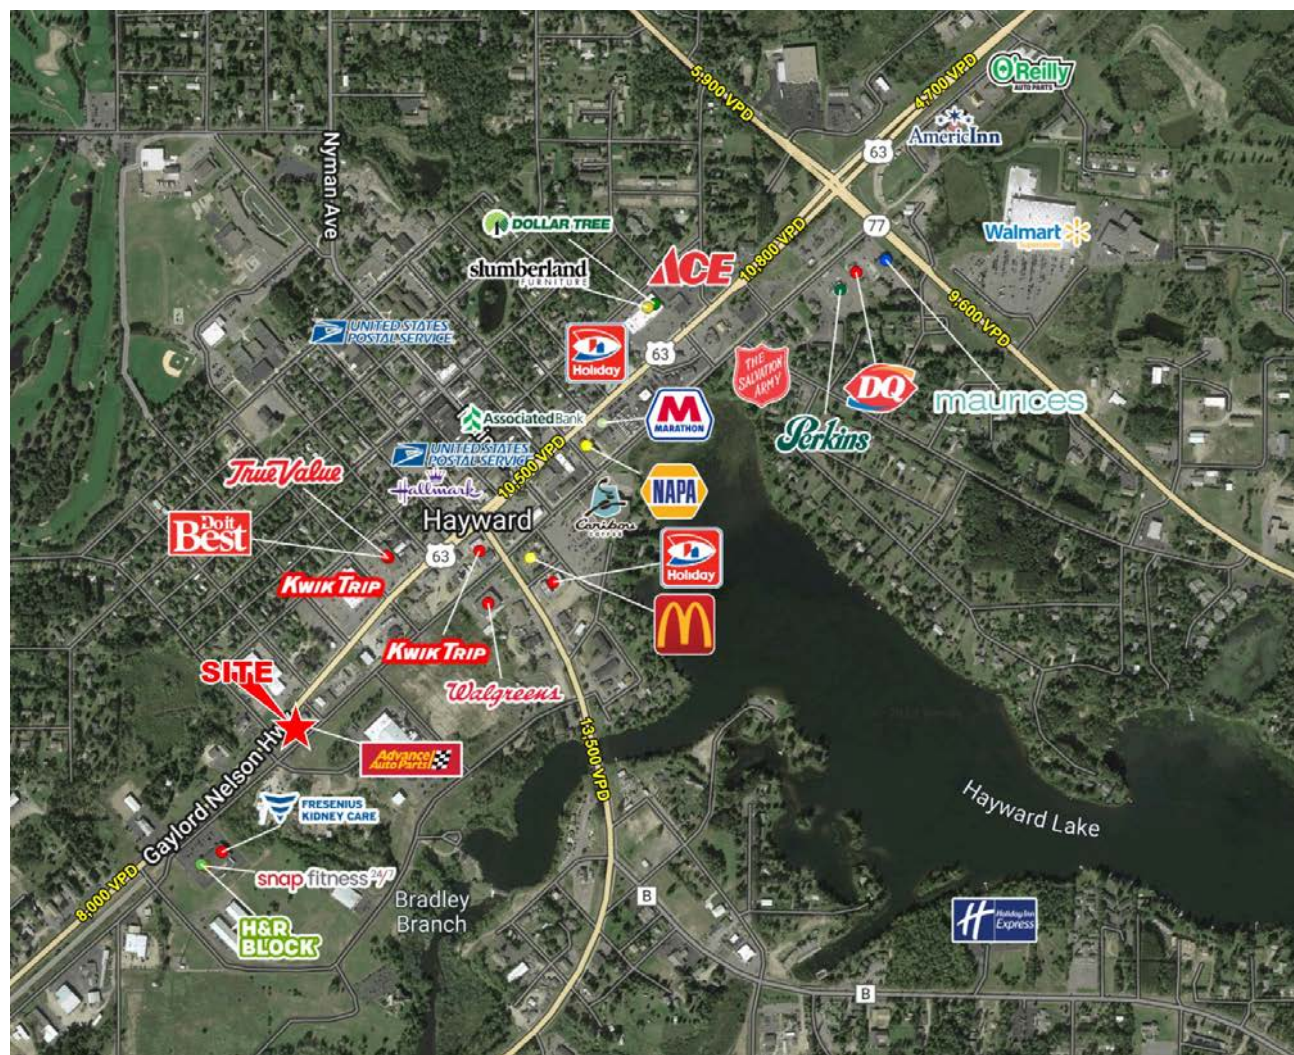 5,900 VPD
4,700 VPD
O'Reilly
AUTO PARTS
AmericInn
63
Nyman Ave
77
DOLLAR TREE
Walmart
Supercenter
slumberland
FURNITURE
ACE
10,800 VPD
9,600 VPD
UNITED STATES
POSTAL SERVICE
Holiday
63
THE
SALVATION
ARMY
DQ
maurices
Perkins
Associated Bank
M
MARATHON
UNITED STATES
POSTAL SERVICE
10,500 VPD
True Value
Hallmark
NAPA
Caribou
COFFEE
Do it
Best
Hayward
63
Holiday
KWIK TRIP
KWIK TRIP
M
Walgreens
SITE
Advance
Auto Parts
13,500 VPD
Gaylord Nelson Hwy
FRESENIUS
KIDNEY CARE
Hayward Lake
snap fitness 24/7
8,000 VPD
Bradley
Branch
B
H&R
BLOCK
H
Holiday Inn
Express
B